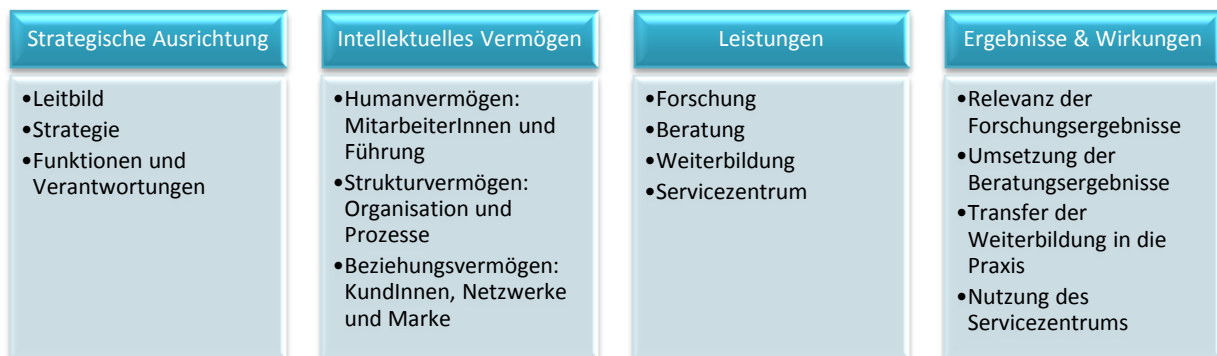 Strategische Ausrichtung
•Leitbild
•Strategie
•Funktionen und
Verantwortungen
Intellektuelles Vermögen
•Humanvermögen:
MitarbeiterInnen und
Führung
•Strukturvermögen:
Organisation und
Prozesse
•Beziehungsvermögen:
KundInnen, Netzwerke
und Marke
Leistungen
•Forschung
•Beratung
•Weiterbildung
•Servicezentrum
Ergebnisse & Wirkungen
•Relevanz der
Forschungsergebnisse
•Umsetzung der
Beratungsergebnisse
•Transfer der
Weiterbildung in die
Praxis
•Nutzung des
Servicezentrums